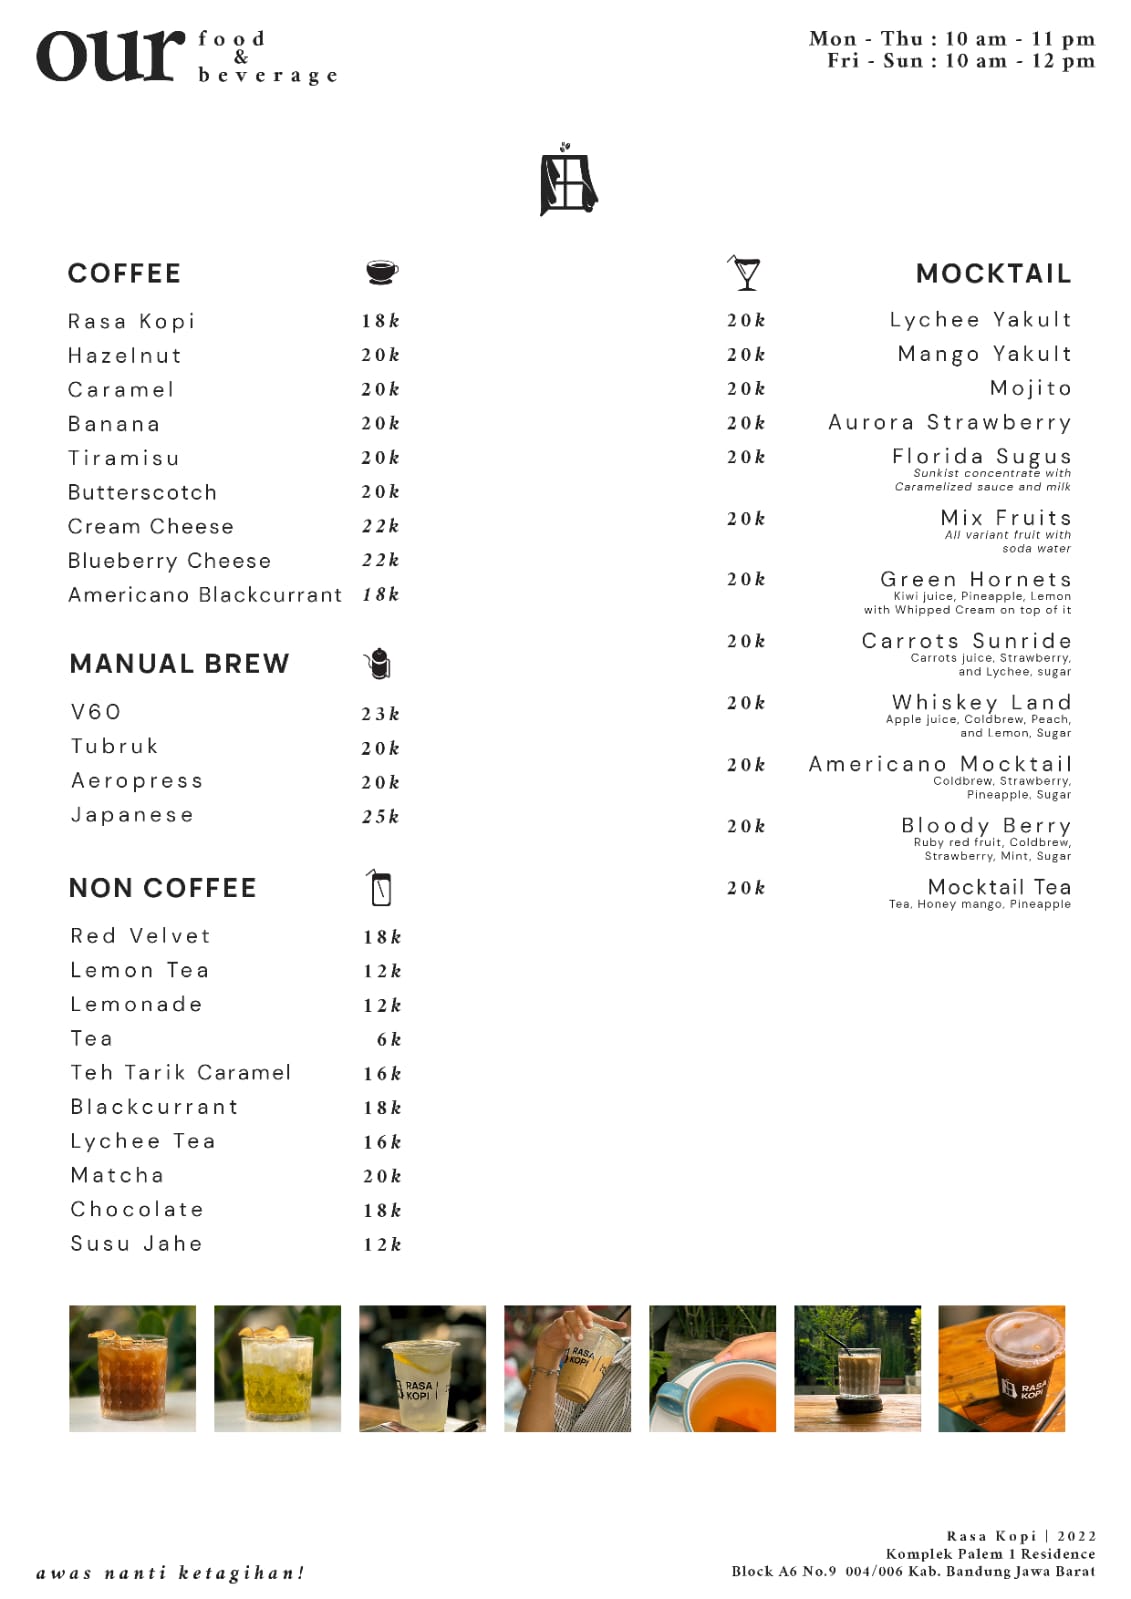 our food
&
beverage
Mon - Thu : 10 am - 11 pm
Fri - Sun : 10 am - 12 pm
COFFEE
Rasa Kopi 18k
Hazelnut 20k
Caramel 20k
Banana 20k
Tiramisu 20k
Butterscotch 20k
Cream Cheese 22k
Blueberry Cheese 22k
Americano Blackcurrant 18k
MANUAL BREW
V60 23k
Tubruk 20k
Aeropress 20k
Japanese 25k
NON COFFEE
Red Velvet 18k
Lemon Tea 12k
Lemonade 12k
Tea 6k
Teh Tarik Caramel 16k
Blackcurrant 18k
Lychee Tea 16k
Matcha 20k
Chocolate 18k
Susu Jahe 12k
MOCKTAIL
20k Lychee Yakult
20k Mango Yakult
20k Mojito
20k Aurora Strawberry
20k Florida Sugus
Sunkist concentrate with
Caramelized sauce and milk
20k Mix Fruits
All variant fruit with
soda water
20k Green Hornets
Kiwi juice, Pineapple, Lemon
with Whipped Cream on top of it
20k Carrots Sunride
Carrots juice, Strawberry,
and Lychee, sugar
20k Whiskey Land
Apple juice, Coldbrew, Peach,
and Lemon, Sugar
20k Americano Mocktail
Coldbrew, Strawberry,
Pineapple, Sugar
20k Bloody Berry
Ruby red fruit, Coldbrew,
Strawberry, Mint, Sugar
20k Mocktail Tea
Tea, Honey mango, Pineapple
RASA
KOPI
RASA
KOPI
RASA
KOPI
awas nanti ketagihan!
Rasa Kopi | 2022
Komplek Palem 1 Residence
Block A6 No.9 004/006 Kab. Bandung Jawa Barat